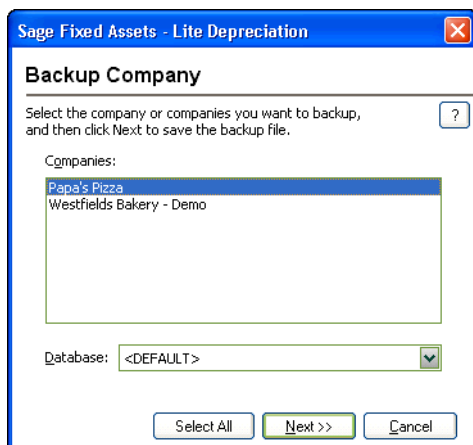 Sage Fixed Assets - Lite Depreciation
Backup Company
Select the company or companies you want to backup,
and then click Next to save the backup file.
?
Companies:
Papa's Pizza
Westfields Bakery - Demo
Database: <DEFAULT>
Select All Next >> Cancel